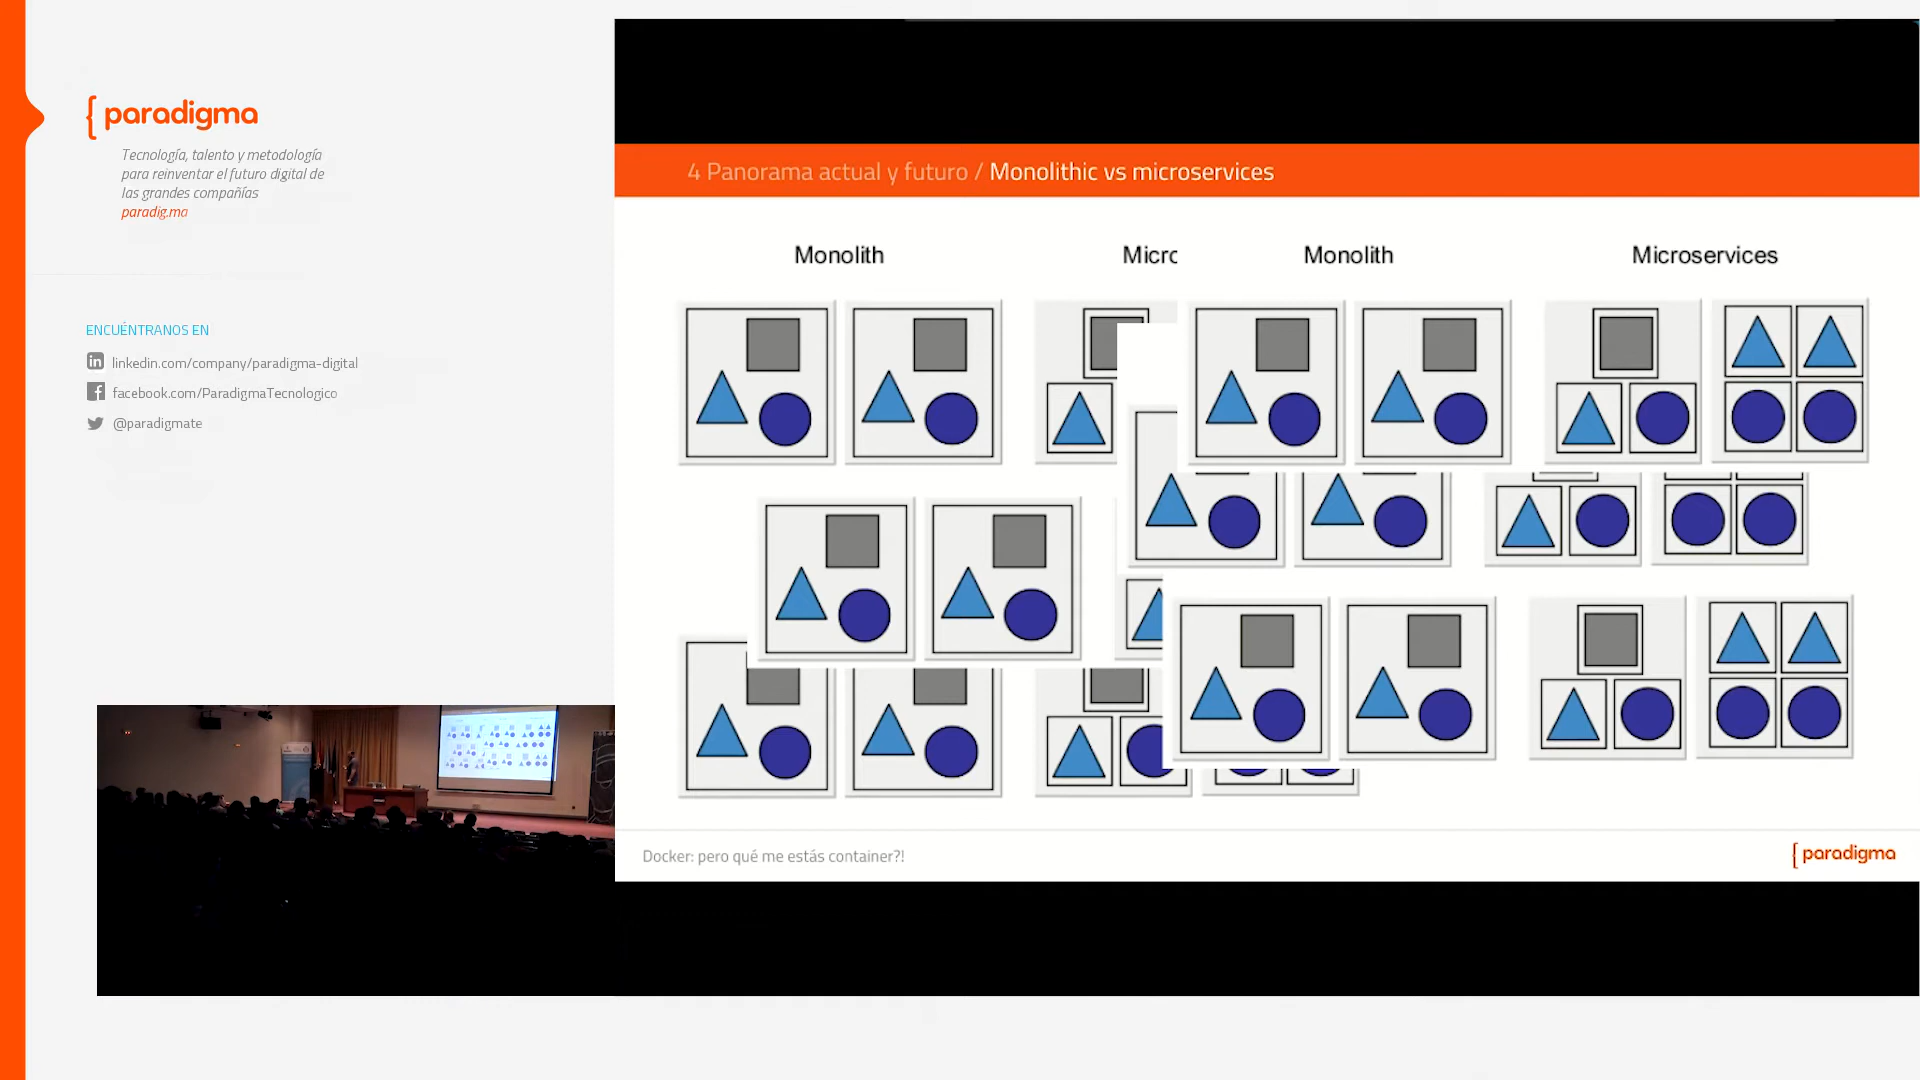 { paradigma
Tecnología, talento y metodología
para reinventar el futuro digital de
las grandes compañías
paradig.ma
ENCUÉNTRANOS EN
linkedin.com/company/paradigma-digital
facebook.com/ParadigmaTecnologico
@paradigmate
4 Panorama actual y futuro / Monolithic vs microservices
Monolith
Micro
Monolith
Microservices
Docker: pero qué me estás container?!
{ paradigma